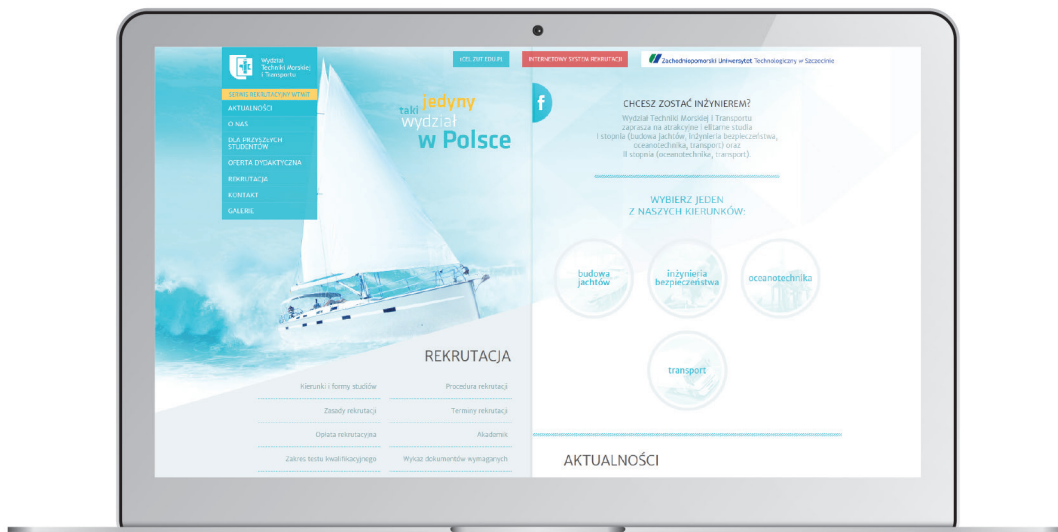 Wydział
Techniki Morskiej
i Transportu
SERWIS REKRUTACYJNY WTMIT
AKTUALNOŚCI
O NAS
DLA PRZYSZŁYCH
STUDENTÓW
OFERTA DYDAKTYCZNA
REKRUTACJA
KONTAKT
GALERIE
taki jedyny
wydział
w Polsce
ICEL.ZUT.EDU.PL
INTERNETOWY SYSTEM REKRUTACJI
Zachodniopomorski Uniwersytet Technologiczny w Szczecinie
f
CHCESZ ZOSTAĆ INŻYNIEREM?
Wydział Techniki Morskiej i Transportu
zaprasza na atrakcyjne i elitarne studia
I stopnia (budowa jachtów, inżynieria bezpieczeństwa,
oceanotechnika, transport) oraz
II stopnia (oceanotechnika, transport).
WYBIERZ JEDEN
Z NASZYCH KIERUNKÓW:
budowa
jachtów
inżynieria
bezpieczeństwa
oceanotechnika
transport
REKRUTACJA
Kierunki i formy studiów
Procedura rekrutacji
Zasady rekrutacji
Terminy rekrutacji
Opłata rekrutacyjna
Akademik
Zakres testu kwalifikacyjnego
Wykaz dokumentów wymaganych
AKTUALNOŚCI